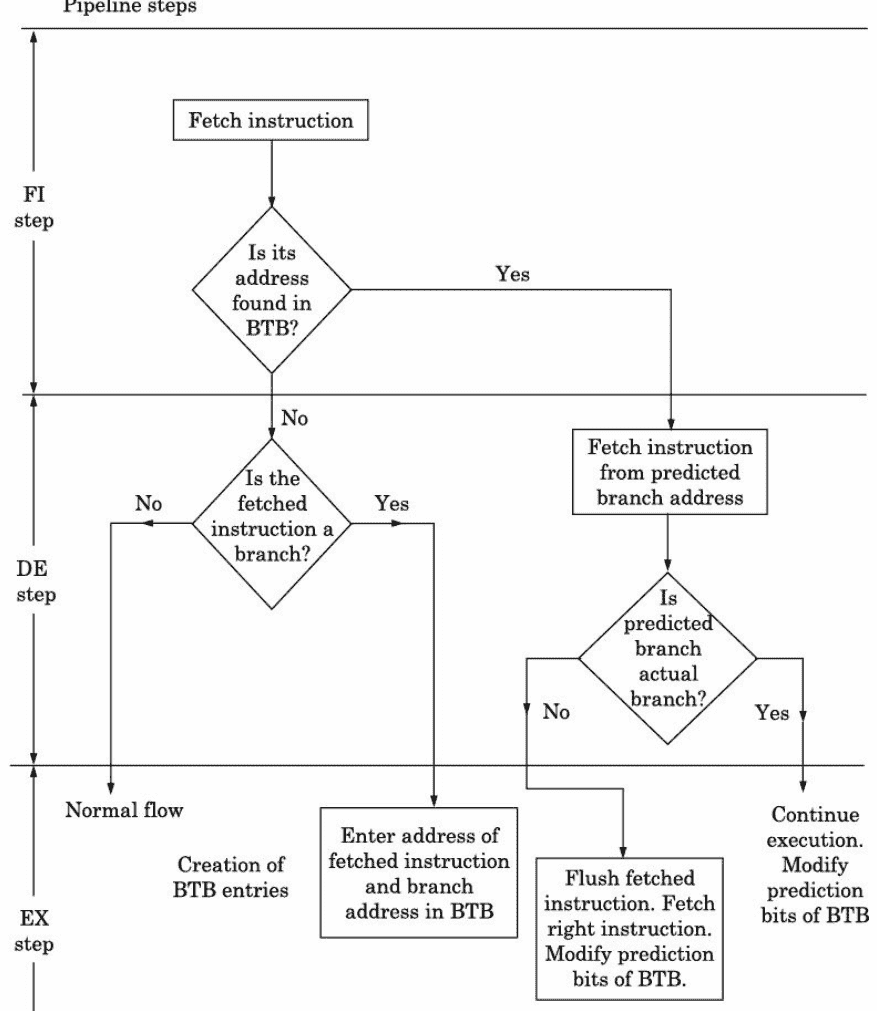 Pipeline steps
Fetch instruction
FI
step
Is its
address
found in
BTB?
Yes
No
Fetch instruction
from predicted
branch address
Is the
fetched
instruction a
branch?
No
Yes
DE
step
Is
predicted
branch
actual
branch?
No
Yes
Normal flow
Creation of
BTB entries
Enter address of
fetched instruction
and branch
address in BTB
Flush fetched
instruction. Fetch
right instruction.
Modify prediction
bits of BTB.
Continue
execution.
Modify
prediction
bits of BTB
EX
step